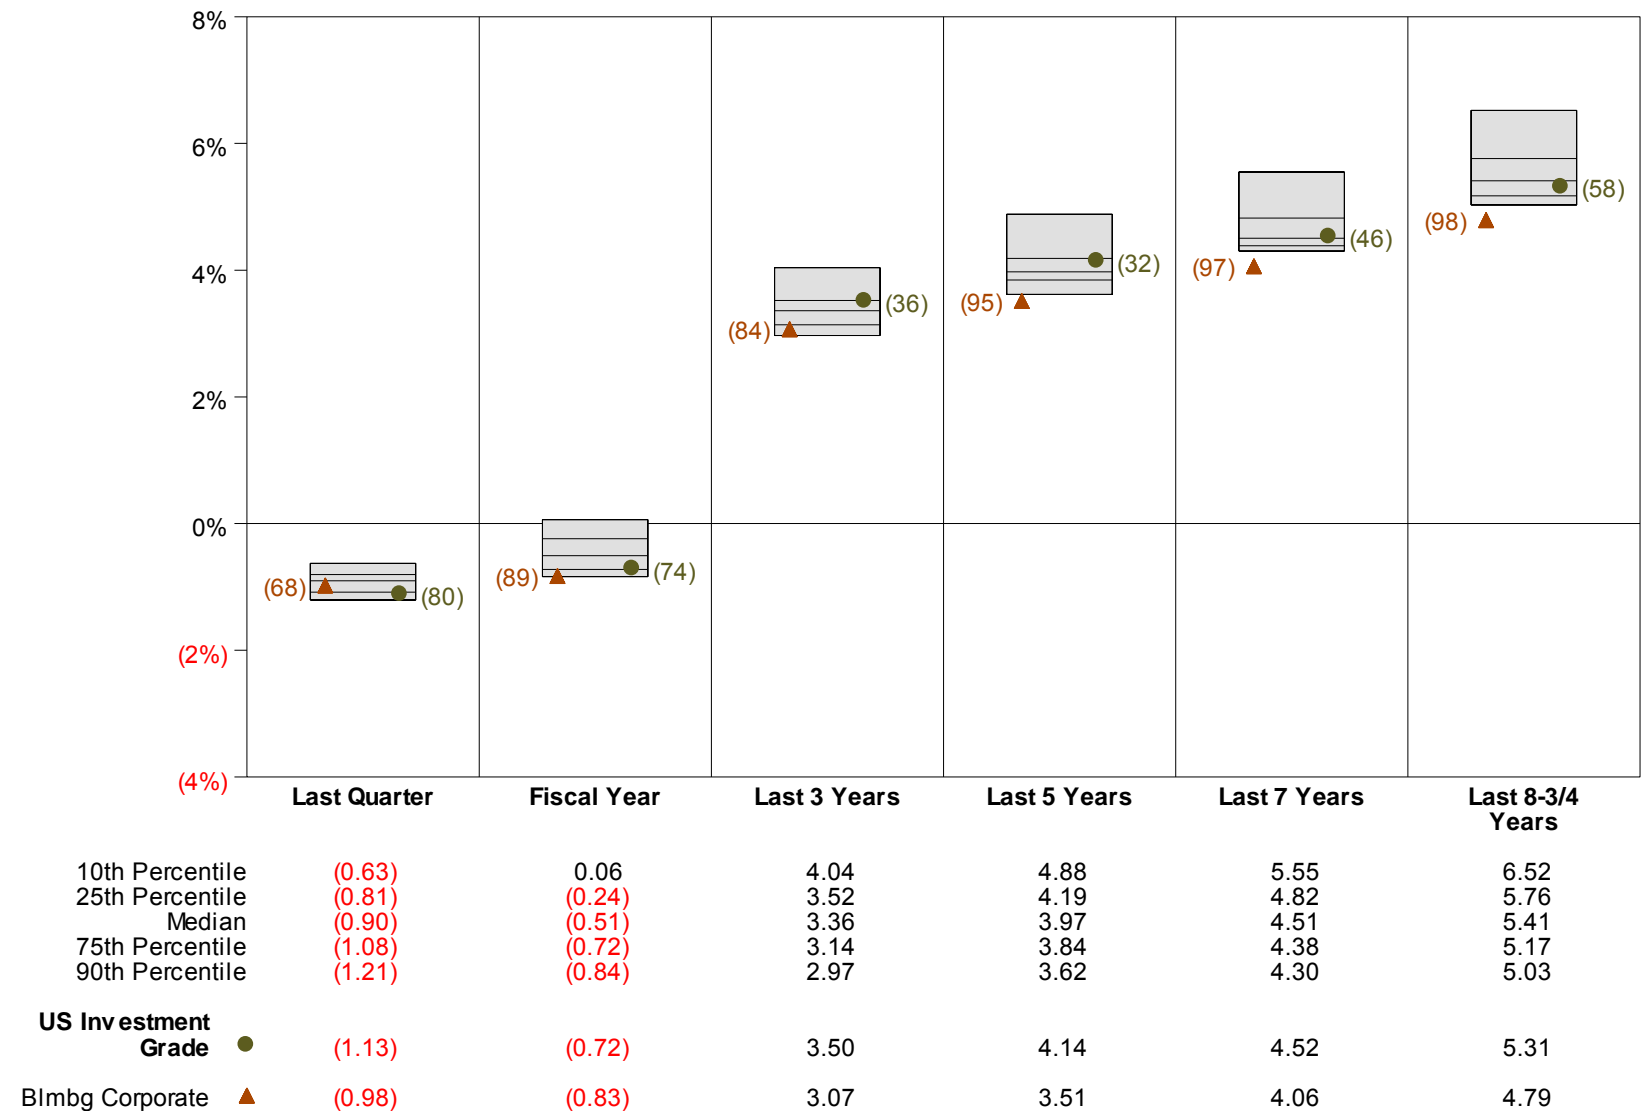 8%
6%
4%
2%
0%
(2%)
(4%)
(68)
(80)
(89)
(74)
(84)
(36)
(95)
(32)
(97)
(46)
(98)
(58)
Last Quarter Fiscal Year Last 3 Years Last 5 Years Last 7 Years Last 8-3/4
Years
10th Percentile (0.63) 0.06 4.04 4.88 5.55 6.52
25th Percentile (0.81) (0.24) 3.52 4.19 4.82 5.76
Median (0.90) (0.51) 3.36 3.97 4.51 5.41
75th Percentile (1.08) (0.72) 3.14 3.84 4.38 5.17
90th Percentile (1.21) (0.84) 2.97 3.62 4.30 5.03
US Investment
Grade (1.13) (0.72) 3.50 4.14 4.52 5.31
Blmbg Corporate (0.98) (0.83) 3.07 3.51 4.06 4.79